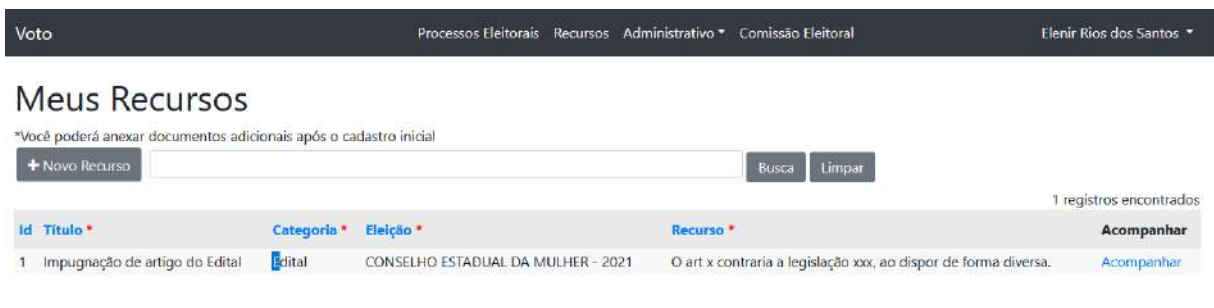 Voto Processos Eleitorais Recursos Administrativo Comissão Eleitoral Elenir Rios dos Santos
Meus Recursos
*Você poderá anexar documentos adicionais após o cadastro inicial
+ Novo Recurso Busca Limpar
1 registros encontrados
Id Título * Categoria * Eleição * Recurso * Acompanhar
1 Impugnação de artigo do Edital Edital CONSELHO ESTADUAL DA MULHER - 2021 O art x contraria a legislação xxx, ao dispor de forma diversa. Acompanhar